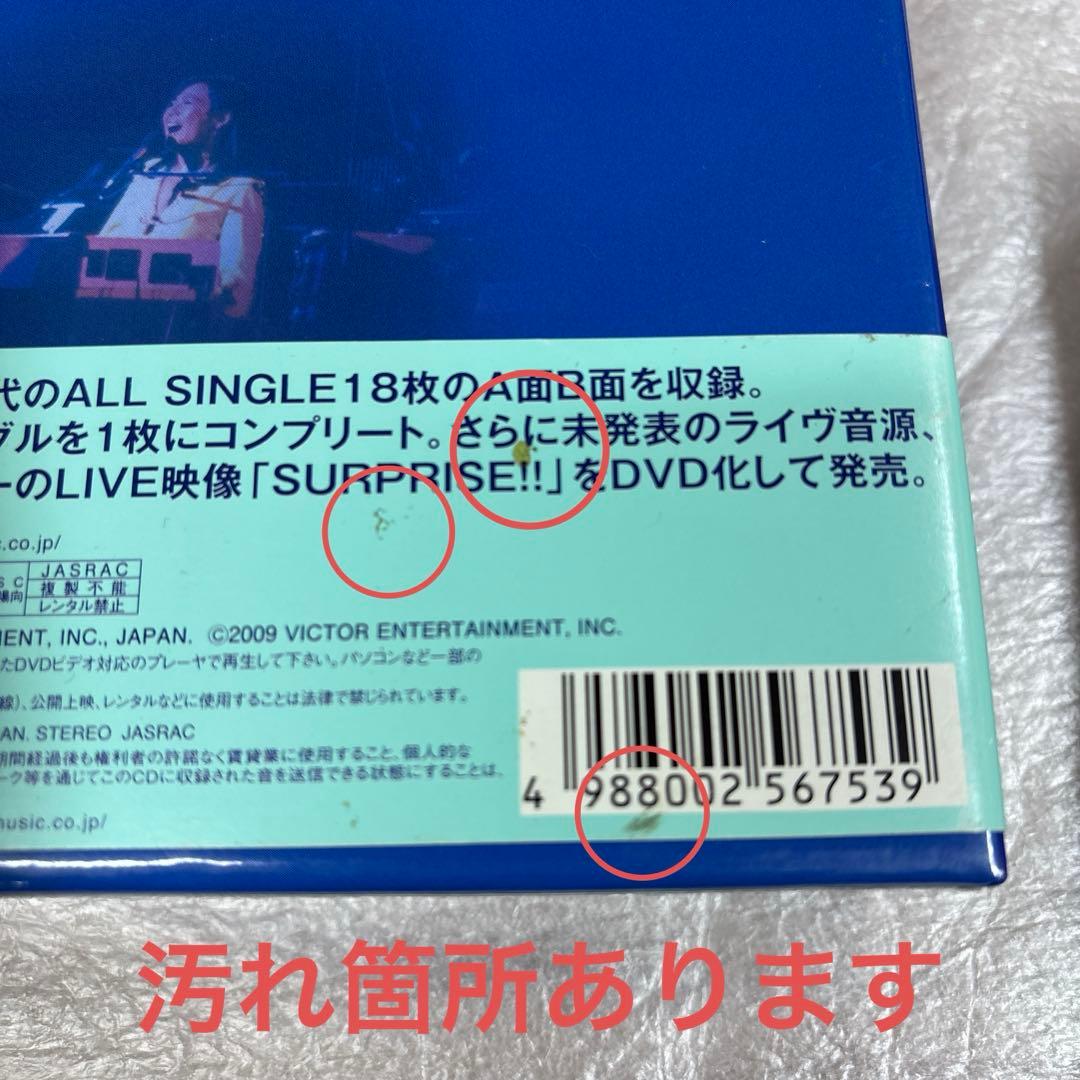 代のALL SINGLE18枚のA面B面を収録。
グルを1枚にコンプリート。さらに未発表のライヴ音源、
ーのLIVE映像「SURPRISE!!」をDVD化して発売。
c.co.jp/
S C
JASRAC
場向
複製不能
レンタル禁止
MENT, INC., JAPAN. ©2009 VICTOR ENTERTAINMENT, INC.
たDVDビデオ対応のプレーヤで再生して下さい。パソコンなど一部の
線)、公開上映、レンタルなどに使用することは法律で禁じられています。
PAN. STEREO JASRAC
期間経過後も権利者の許諾なく賃貸業に使用すること、個人的な
ーク等を通じてこのCDに収録された音を送信できる状態にすることは、
music.co.jp/
4 988002 567539
汚れ箇所あります